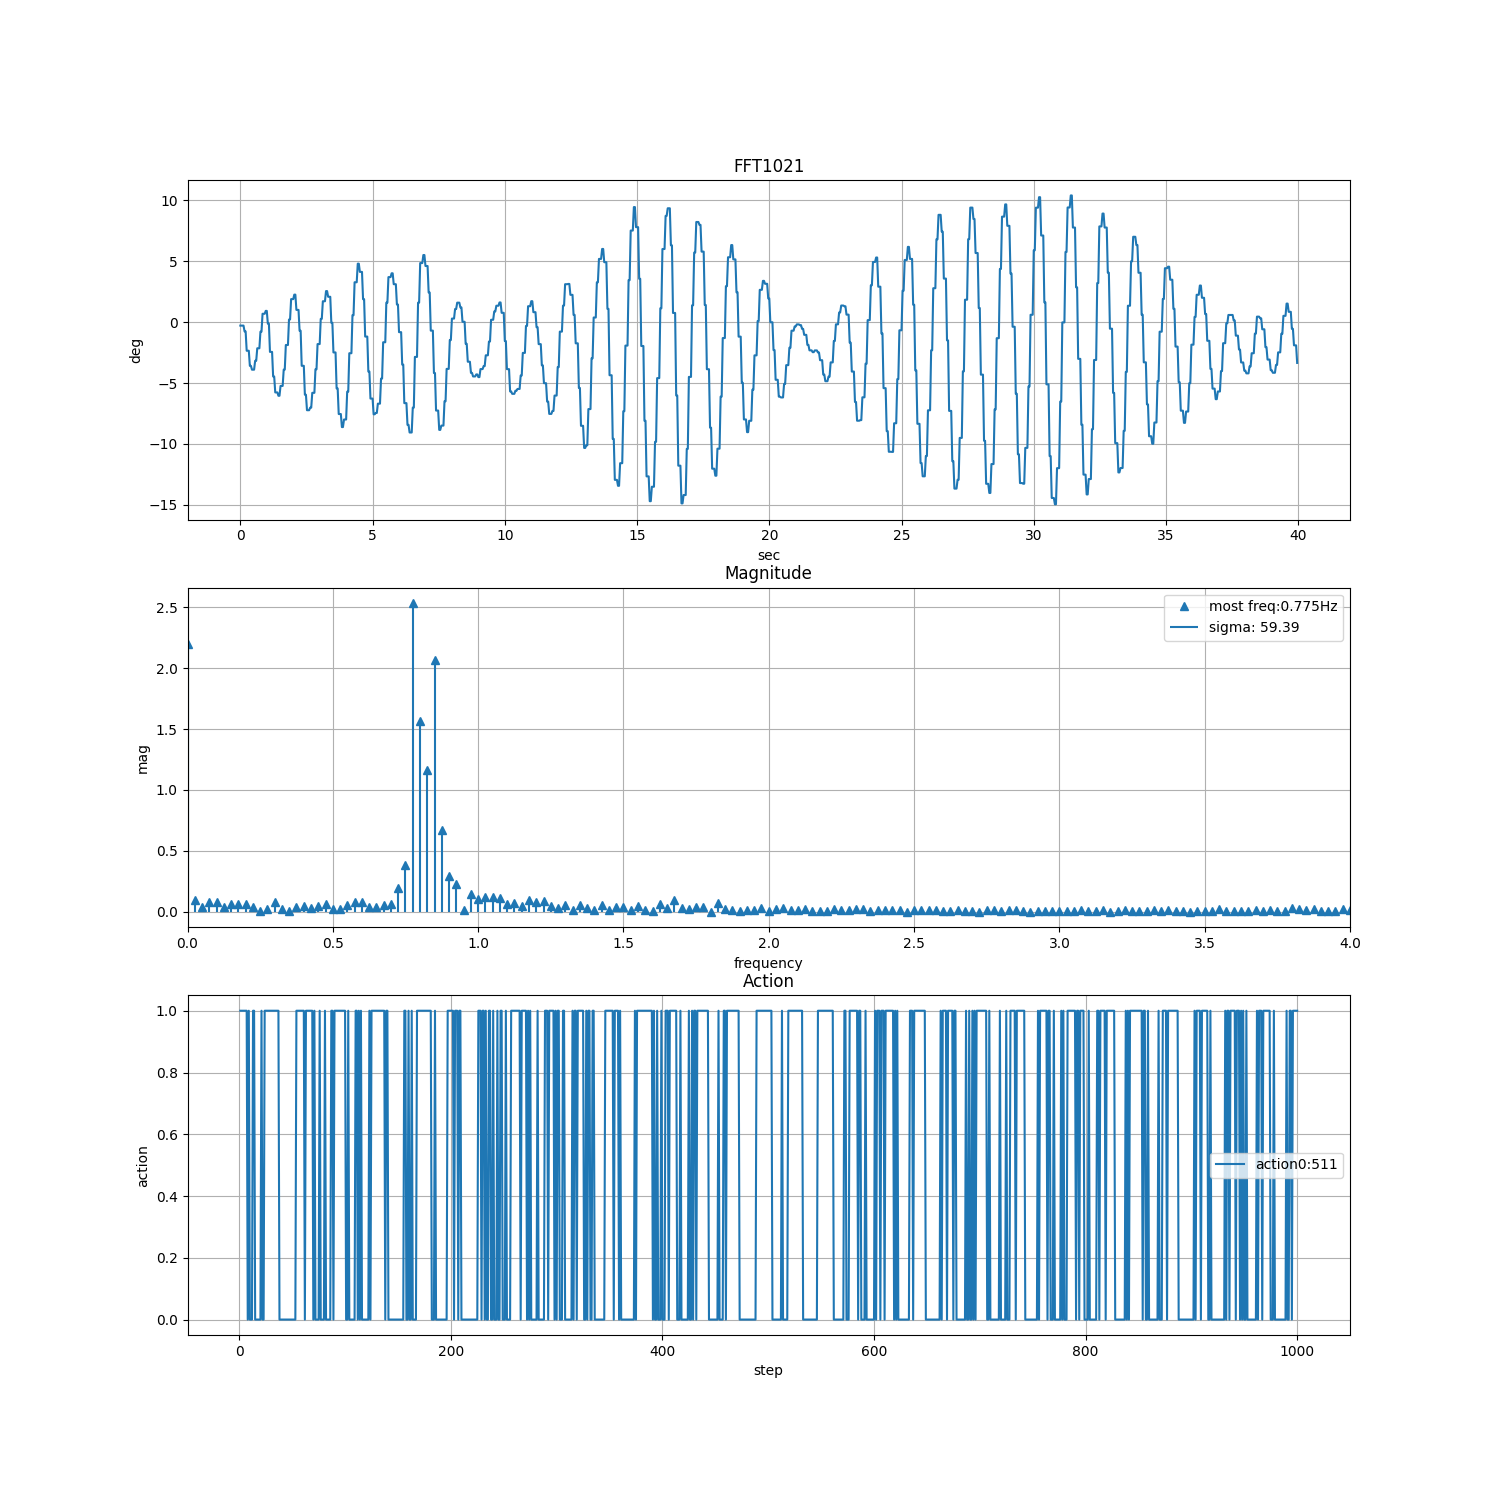 FFT1021
10
5
0
−5
−10
−15
deg
0 5 10 15 20 25 30 35 40
sec
Magnitude
2.5
2.0
1.5
1.0
0.5
0.0
mag
most freq:0.775Hz
sigma: 59.39
0.0 0.5 1.0 1.5 2.0 2.5 3.0 3.5 4.0
frequency
Action
1.0
0.8
0.6
0.4
0.2
0.0
action
action0:511
0 200 400 600 800 1000
step